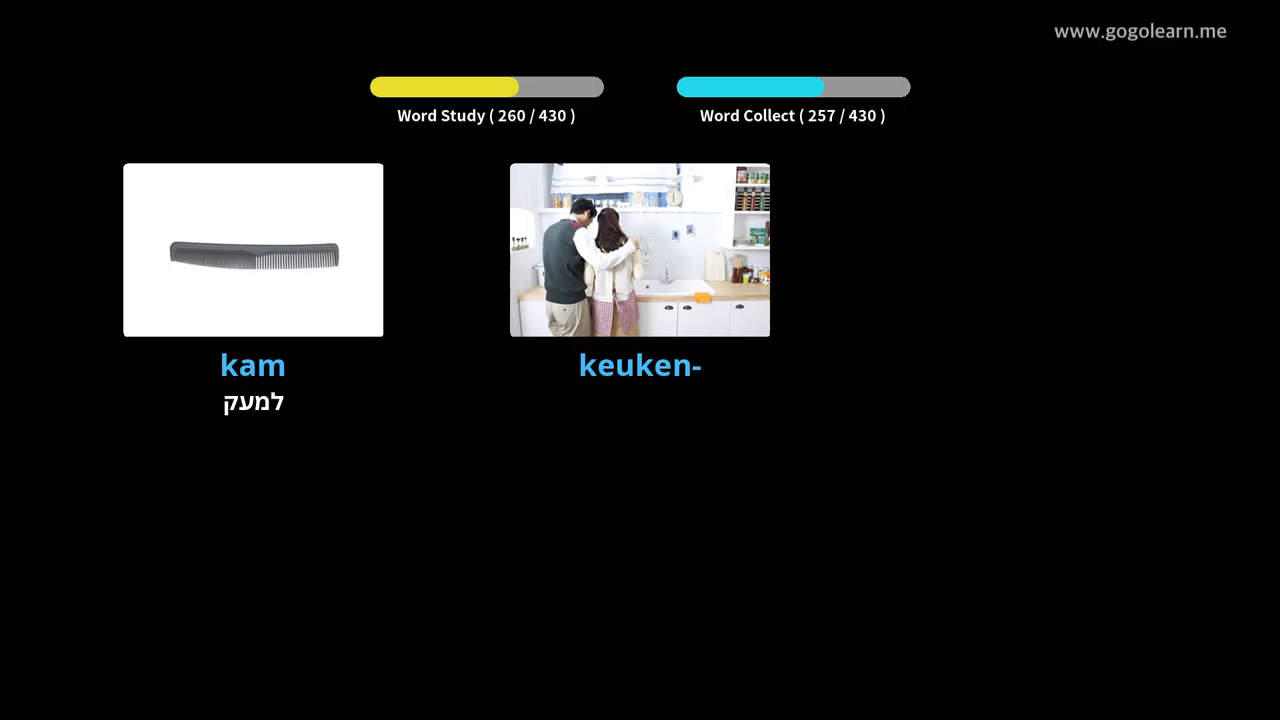 www.gogolearn.me
Word Study ( 260 / 430 )
Word Collect ( 257 / 430 )
kam
למעק
keuken-